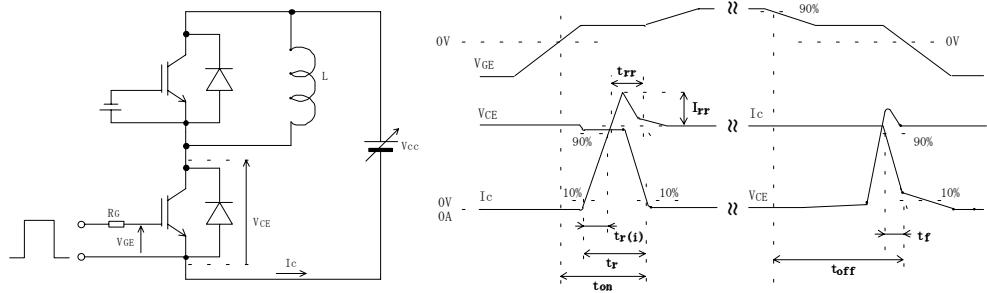 L
Vcc
RG
VGE
VCE
Ic
0V
VGE
90%
0V
trr
Irr
VCE
Ic
90%
90%
Ic
10%
10%
VCE
10%
0V
0A
tr(i)
tr
ton
tf
toff